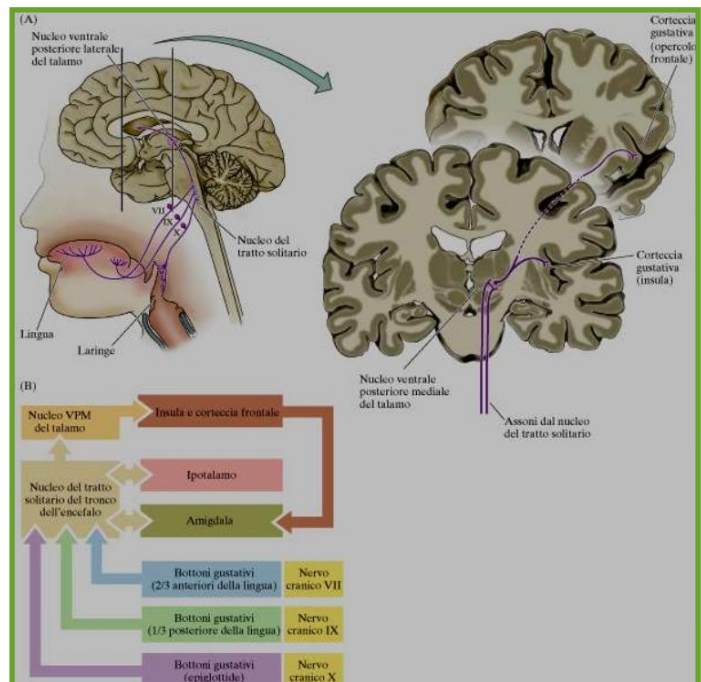 (A)
Nucleo ventrale
posteriore laterale
del talamo
Corteccia
gustativa
(opercolo
frontale)
VII
IX
X
Nucleo del
tratto solitario
Lingua
Laringe
Corteccia
gustativa
(insula)
Nucleo ventrale
posteriore mediale
del talamo
Assoni dal nucleo
del tratto solitario
(B)
Nucleo VPM
del talamo
Insula e corteccia frontale
Nucleo del tratto
solitario del tronco
dell'encefalo
Ipotalamo
Amigdala
Bottoni gustativi
(2/3 anteriori della lingua)
Nervo
cranico VII
Bottoni gustativi
(1/3 posteriore della lingua)
Nervo
cranico IX
Bottoni gustativi
(epiglottide)
Nervo
cranico X